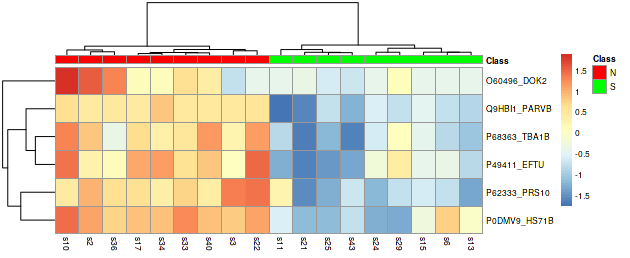 Class
O60496_DOK2
Q9HBI1_PARVB
P68363_TBA1B
P49411_EFTU
P62333_PRS10
P0DMV9_HS71B
s10 s2 s36 s17 s34 s33 s40 s3 s22 s11 s21 s25 s43 s24 s29 s15 s6 s13
1.5
1
0.5
0
-0.5
-1
-1.5
Class
N
S